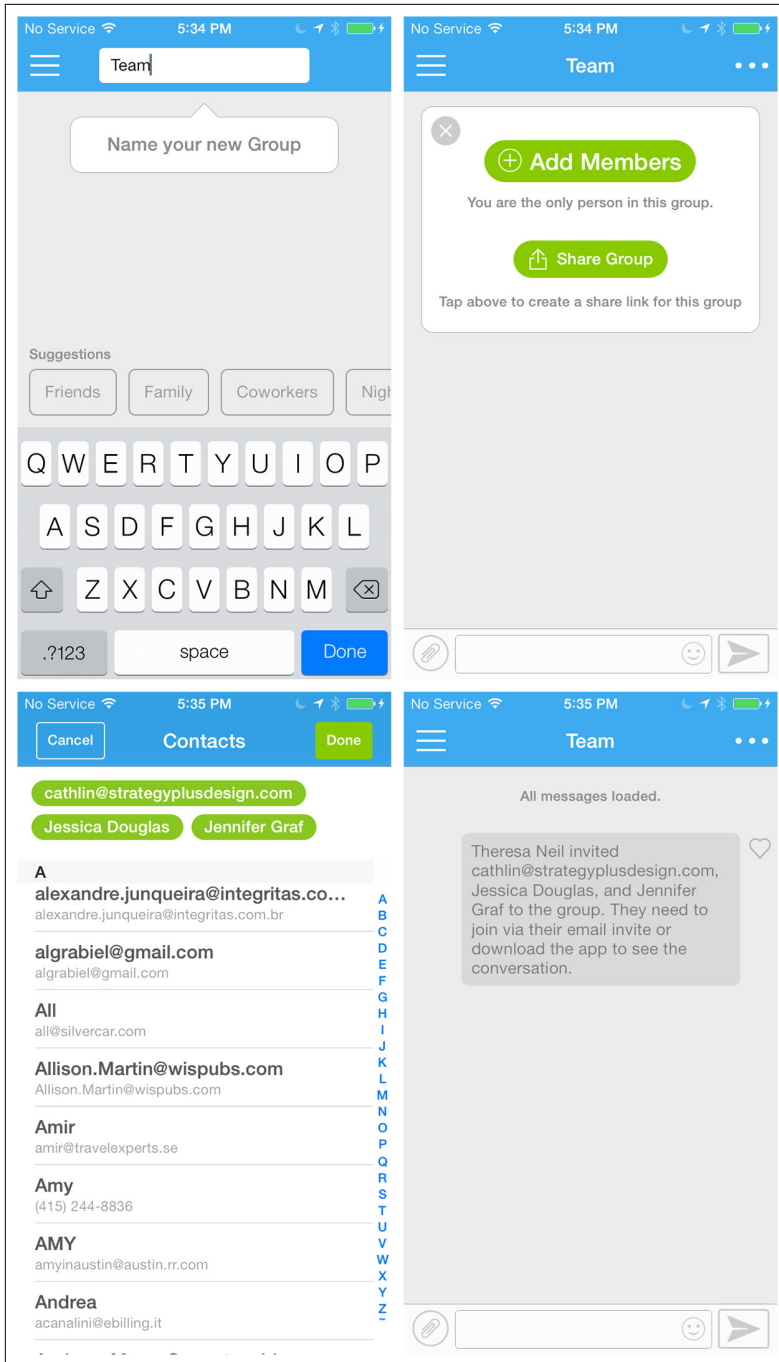 No Service 5:34 PM
Team
Name your new Group
Suggestions
Friends Family Coworkers Nigh
Q W E R T Y U I O P
A S D F G H J K L
Z X C V B N M
.?123 space Done
No Service 5:34 PM
Team
Add Members
You are the only person in this group.
Share Group
Tap above to create a share link for this group
No Service 5:35 PM
Cancel Contacts Done
cathlin@strategyplusdesign.com
Jessica Douglas Jennifer Graf
A
alexandre.junqueira@integritas.co...
alexandre.junqueira@integritas.com.br
algrabiel@gmail.com
algrabiel@gmail.com
All
all@silvercar.com
Allison.Martin@wispubs.com
Allison.Martin@wispubs.com
Amir
amir@travelexperts.se
Amy
(415) 244-8836
AMY
amyinaustin@austin.rr.com
Andrea
acanalini@ebilling.it
A
B
C
D
E
F
G
H
I
J
K
L
M
N
O
P
Q
R
S
T
U
V
W
X
Y
Z
~
No Service 5:35 PM
Team
All messages loaded.
Theresa Neil invited
cathlin@strategyplusdesign.com,
Jessica Douglas, and Jennifer
Graf to the group. They need to
join via their email invite or
download the app to see the
conversation.